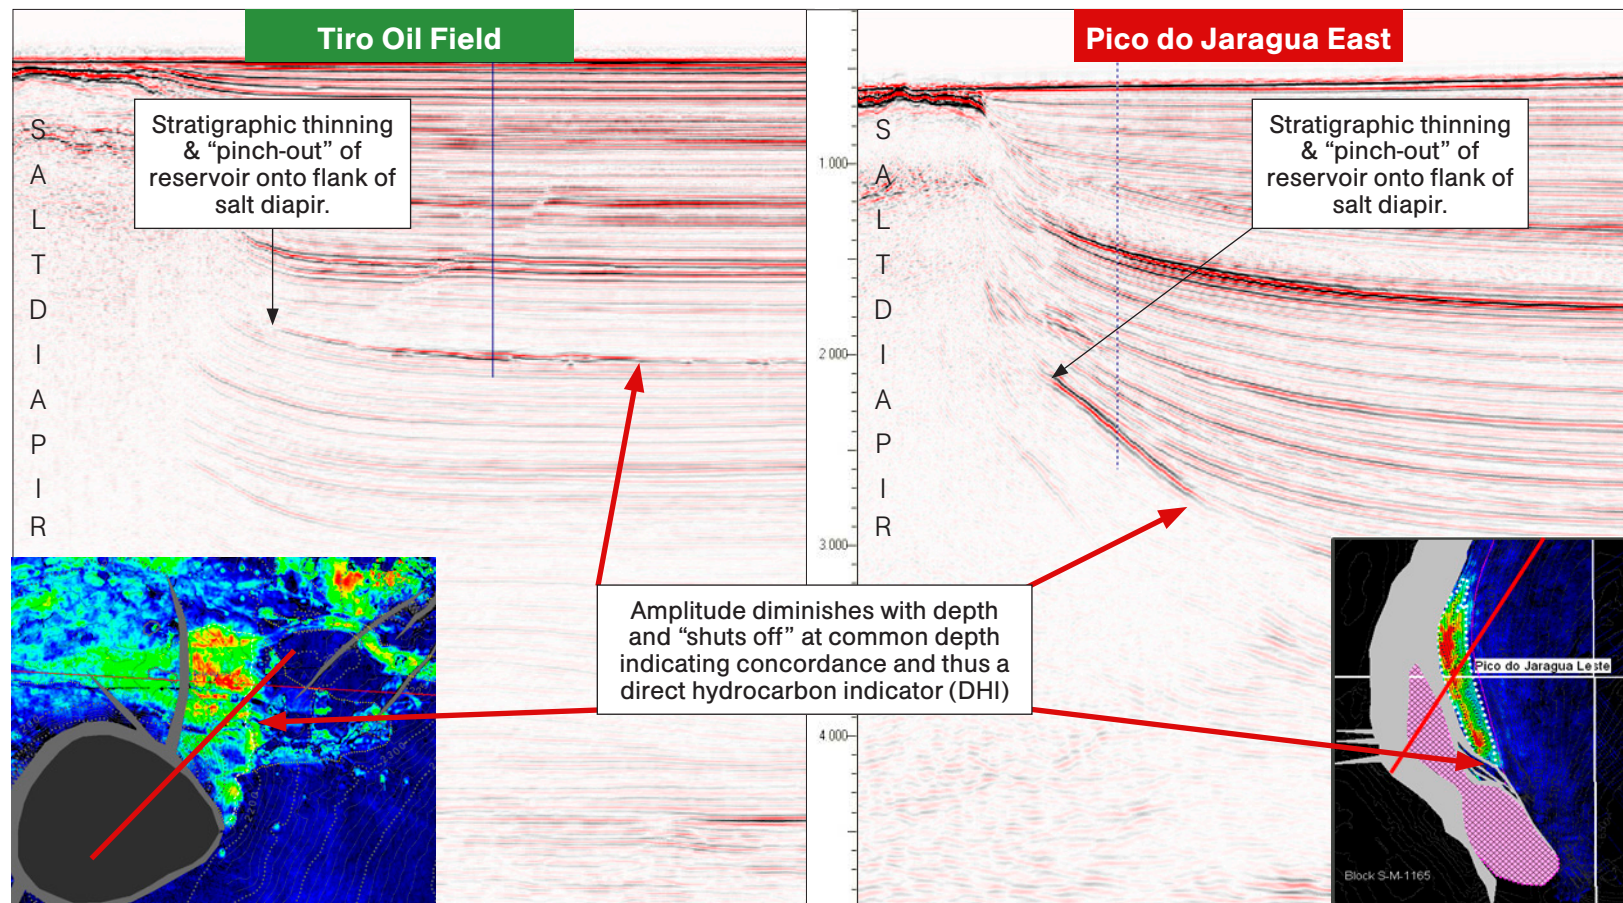 Tiro Oil Field
Pico do Jaragua East
Stratigraphic thinning
& “pinch-out” of
reservoir onto flank of
salt diapir.
Stratigraphic thinning
& “pinch-out” of
reservoir onto flank of
salt diapir.
S
A
L
T
D
I
A
P
I
R
1.000
2 000
3 000
4 000
S
A
L
T
D
I
A
P
I
R
Amplitude diminishes with depth
and “shuts off” at common depth
indicating concordance and thus a
direct hydrocarbon indicator (DHI)
2200
Pico do Jaragua Leste
Block S-M-1165